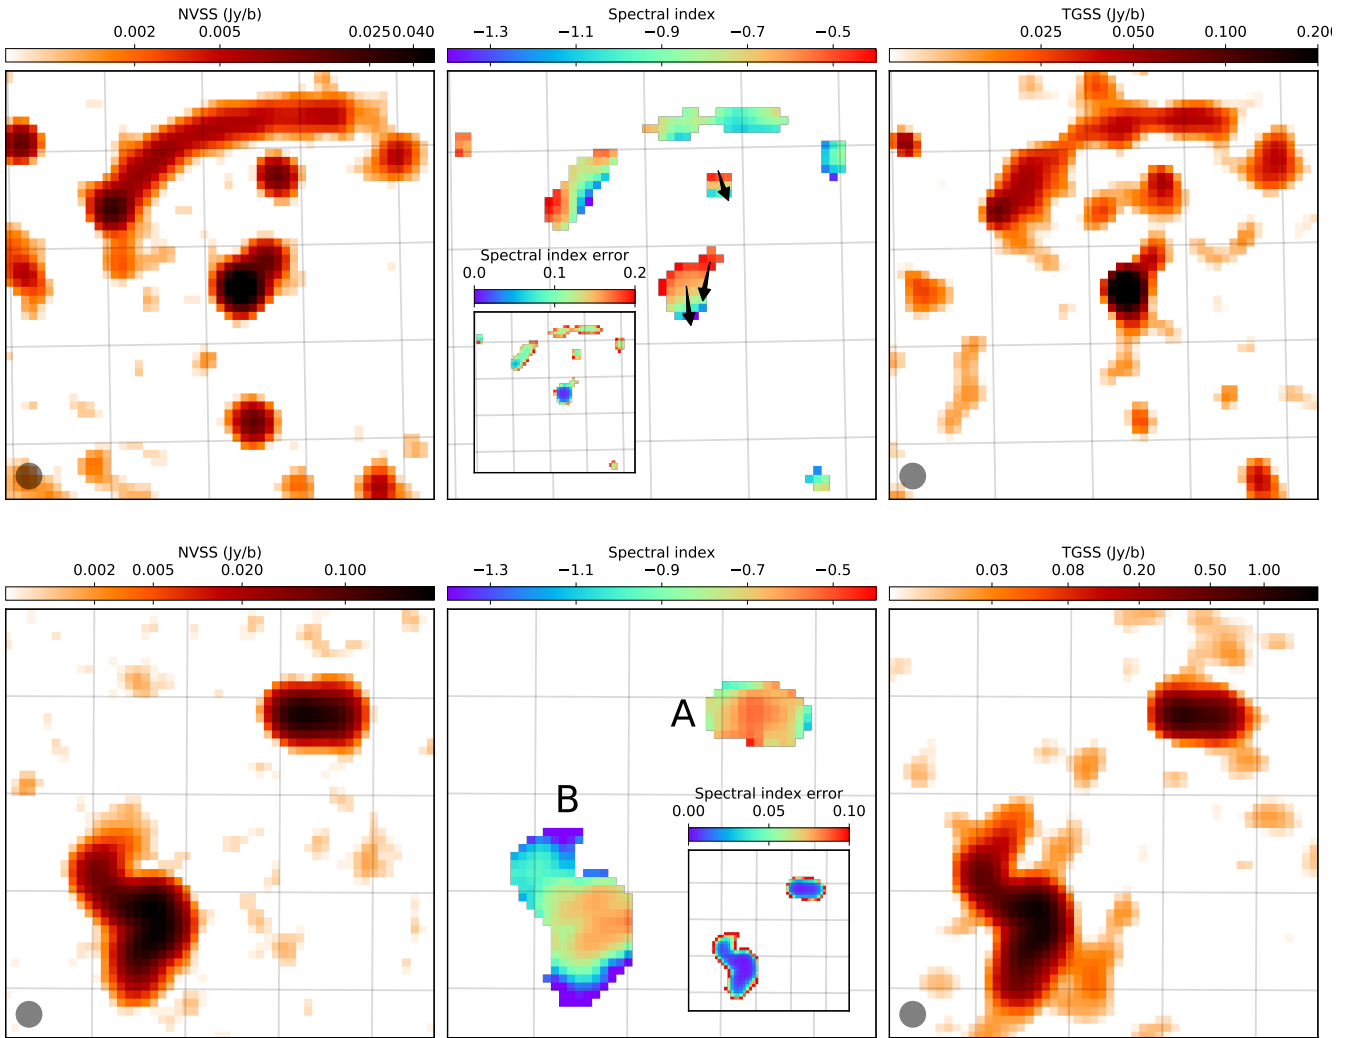 NVSS (Jy/b)
0.002 0.005 0.0250.040
Spectral index
−1.3 −1.1 −0.9 −0.7 −0.5
TGSS (Jy/b)
0.025 0.050 0.100 0.200
Spectral index error
0.0 0.1 0.2
NVSS (Jy/b)
0.002 0.005 0.020 0.100
Spectral index
−1.3 −1.1 −0.9 −0.7 −0.5
TGSS (Jy/b)
0.03 0.08 0.20 0.50 1.00
A
B
Spectral index error
0.00 0.05 0.10